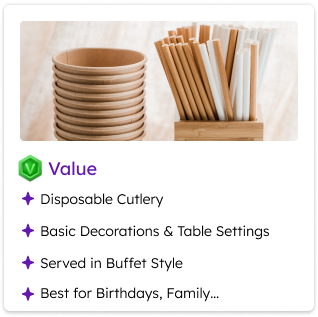 V
Value
Disposable Cutlery
Basic Decorations & Table Settings
Served in Buffet Style
Best for Birthdays, Family...